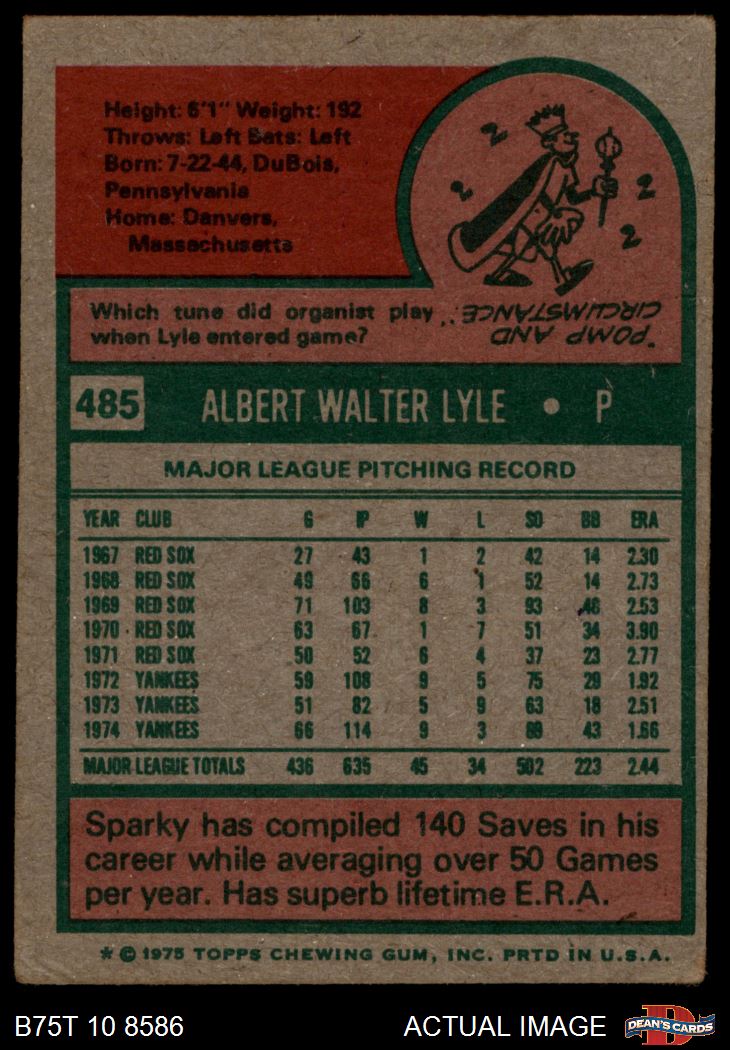 Height: 6'1" Weight: 192
Throws: Left Bats: Left
Born: 7-22-44, DuBois,
Pennsylvania
Home: Danvers,
Massachusetts
2
2
2
2
Which tune did organist play
when Lyle entered game?
"POMP AND
CIRCUMSTANCE".
485 ALBERT WALTER LYLE • P
MAJOR LEAGUE PITCHING RECORD
YEAR CLUB G IP W L SO BB ERA
1967 RED SOX 27 43 1 2 42 14 2.30
1968 RED SOX 49 66 6 1 52 14 2.73
1969 RED SOX 71 103 8 3 93 48 2.53
1970 RED SOX 63 67 1 7 51 34 3.90
1971 RED SOX 50 52 6 4 37 23 2.77
1972 YANKEES 59 108 9 5 75 29 1.92
1973 YANKEES 51 82 5 9 63 18 2.51
1974 YANKEES 66 114 9 3 89 43 1.66
MAJOR LEAGUE TOTALS 436 635 45 34 502 223 2.44
Sparky has compiled 140 Saves in his
career while averaging over 50 Games
per year. Has superb lifetime E.R.A.
* © 1975 TOPPS CHEWING GUM, INC. PRTD IN U.S.A.
B75T 10 8586 ACTUAL IMAGE
D
DEAN'S CARDS